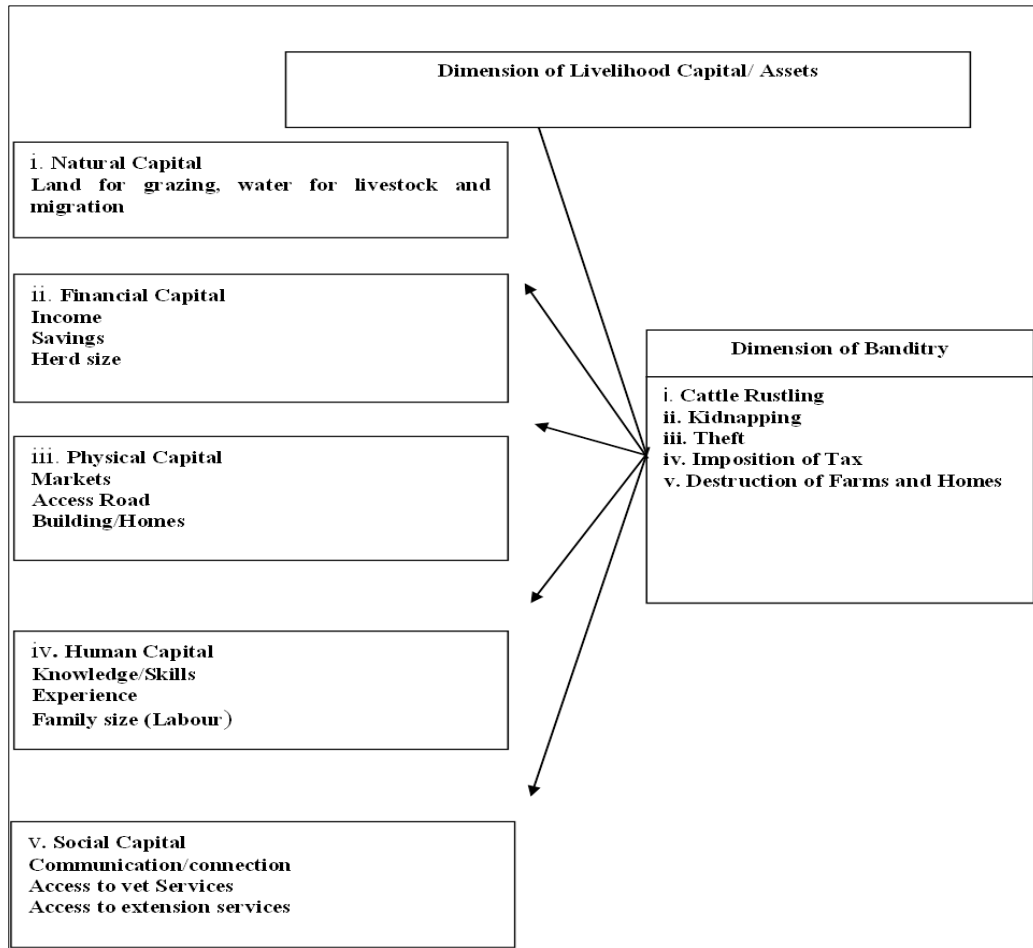 Dimension of Livelihood Capital/ Assets
i. Natural Capital
Land for grazing, water for livestock and
migration
ii. Financial Capital
Income
Savings
Herd size
iii. Physical Capital
Markets
Access Road
Building/Homes
iv. Human Capital
Knowledge/Skills
Experience
Family size (Labour)
v. Social Capital
Communication/connection
Access to vet Services
Access to extension services
Dimension of Banditry
i. Cattle Rustling
ii. Kidnapping
iii. Theft
iv. Imposition of Tax
v. Destruction of Farms and Homes